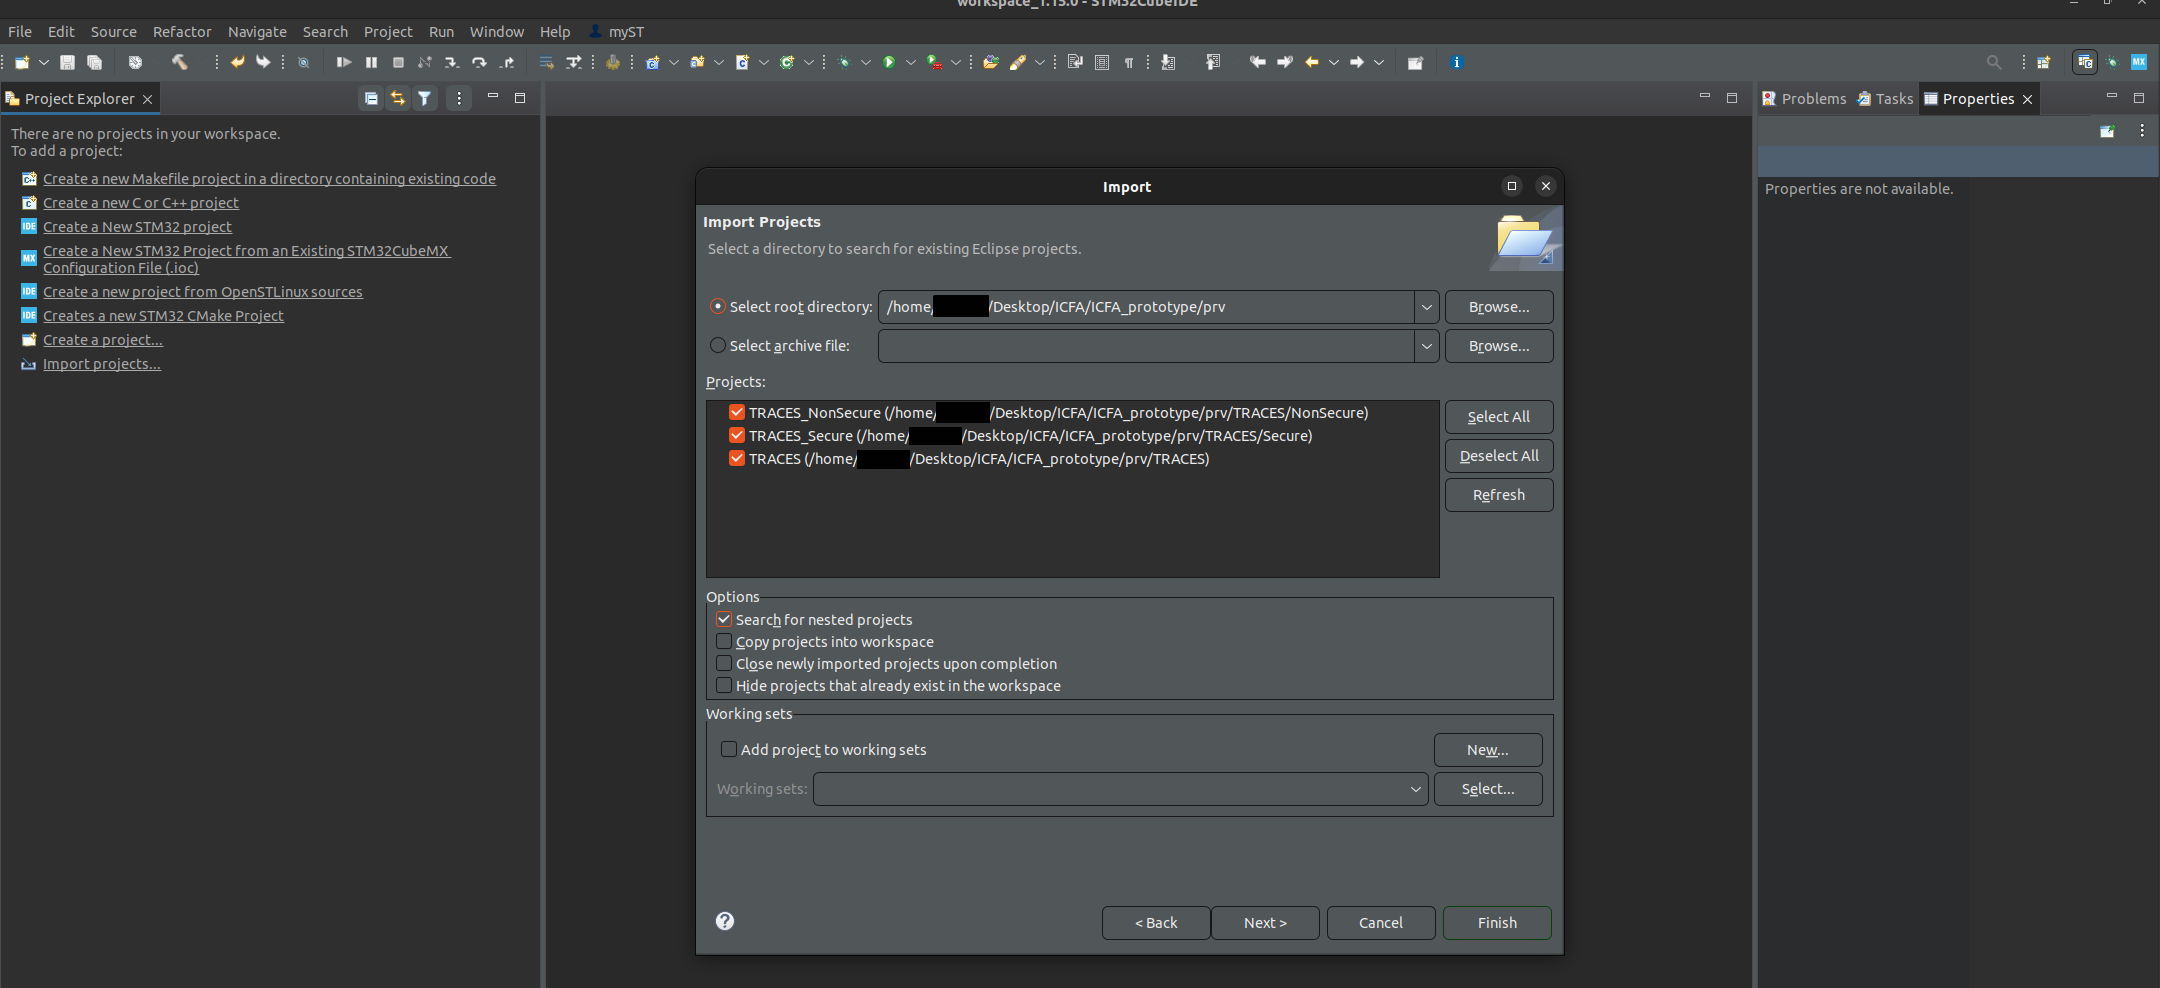 workspace_1.15.0 - STM32CubeIDE
File Edit Source Refactor Navigate Search Project Run Window Help myST
Project Explorer
Problems Tasks Properties
There are no projects in your workspace.
To add a project:
Create a new Makefile project in a directory containing existing code
Create a new C or C++ project
IDE Create a New STM32 project
MX Create a New STM32 Project from an Existing STM32CubeMX
Configuration File (.ioc)
IDE Create a new project from OpenSTLinux sources
IDE Creates a new STM32 CMake Project
Create a project...
Import projects...
Import
Import Projects
Select a directory to search for existing Eclipse projects.
Select root directory: /home/ /Desktop/ICFA/ICFA_prototype/prv Browse...
Select archive file: Browse...
Projects:
TRACES_NonSecure (/home/ /Desktop/ICFA/ICFA_prototype/prv/TRACES/NonSecure)
TRACES_Secure (/home/ /Desktop/ICFA/ICFA_prototype/prv/TRACES/Secure)
TRACES (/home/ /Desktop/ICFA/ICFA_prototype/prv/TRACES)
Select All
Deselect All
Refresh
Options
Search for nested projects
Copy projects into workspace
Close newly imported projects upon completion
Hide projects that already exist in the workspace
Working sets
Add project to working sets New...
Working sets: Select...
? < Back Next > Cancel Finish
MX
Properties are not available.